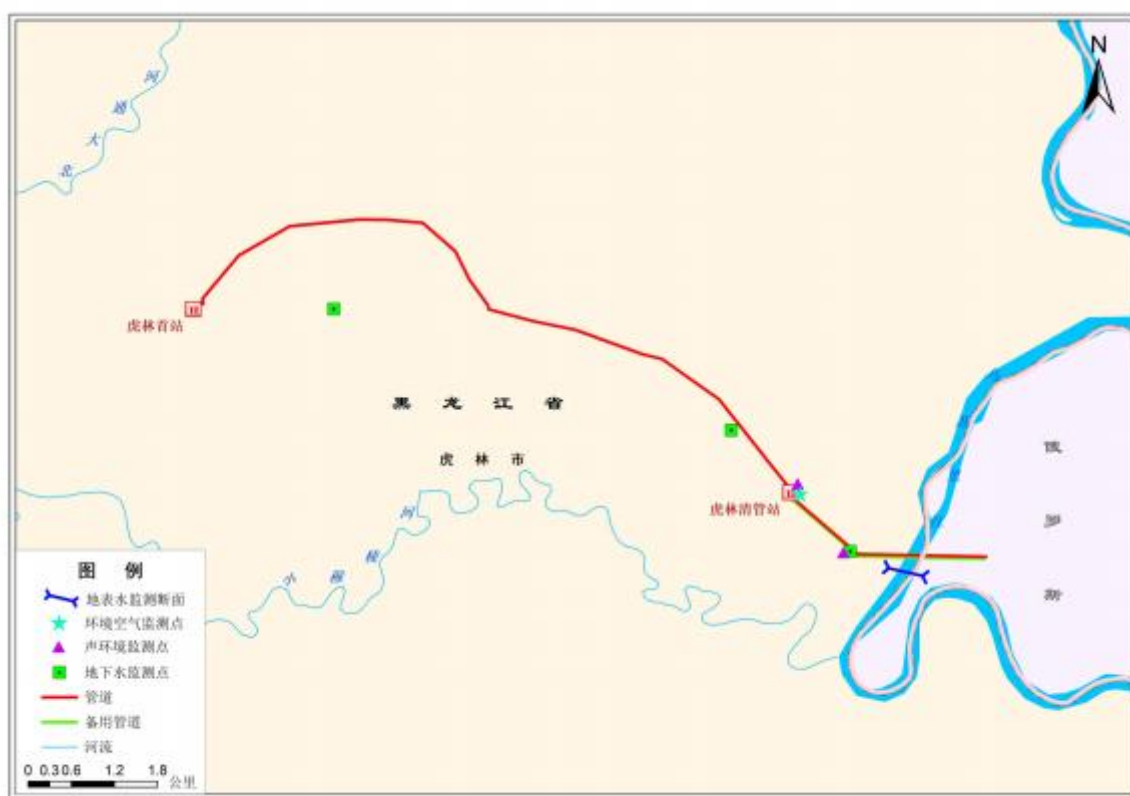 N
北大通河
虎林首站
黑龙江省
虎林市
虎林清管站
俄罗斯
小穆棱河
图例
地表水监测断面
环境空气监测点
声环境监测点
地下水监测点
管道
备用管道
河流
0 0.3 0.6 1.2 1.8
公里